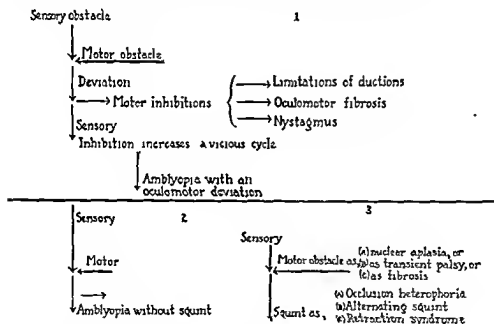 Sensory obstacle
1
Motor obstacle
Deviation
Motor inhibitions
Limitations of ductions
Oculomotor fibrosis
Nystagmus
Sensory
Inhibition increases a vicious cycle
Amblyopia with an
oculomotor deviation
2
Sensory
Motor
Amblyopia without squint
3
Sensory
Motor obstacle as,
(a) nuclear aplasia, or
(b) as transient palsy, or
(c) as fibrosis
Squint as,
(a) Occlusion heterophoria
(b) Alternating squint
(c) Retraction syndrome